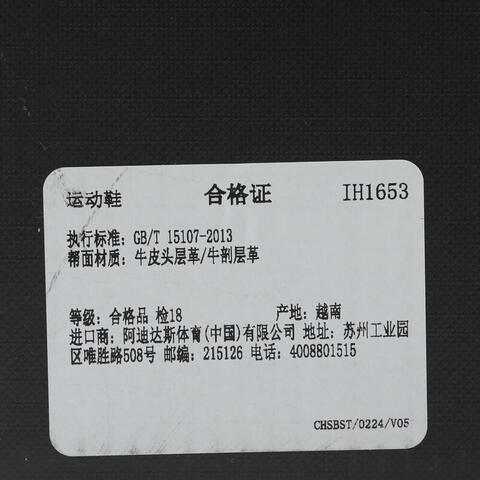 运动鞋 合格证 IH1653
执行标准: GB/T 15107-2013
帮面材质: 牛皮头层革/牛剖层革
等级: 合格品 检18 产地: 越南
进口商: 阿迪达斯体育(中国)有限公司 地址: 苏州工业园
区唯胜路508号 邮编: 215126 电话: 4008801515
CHSBST/0224/V05